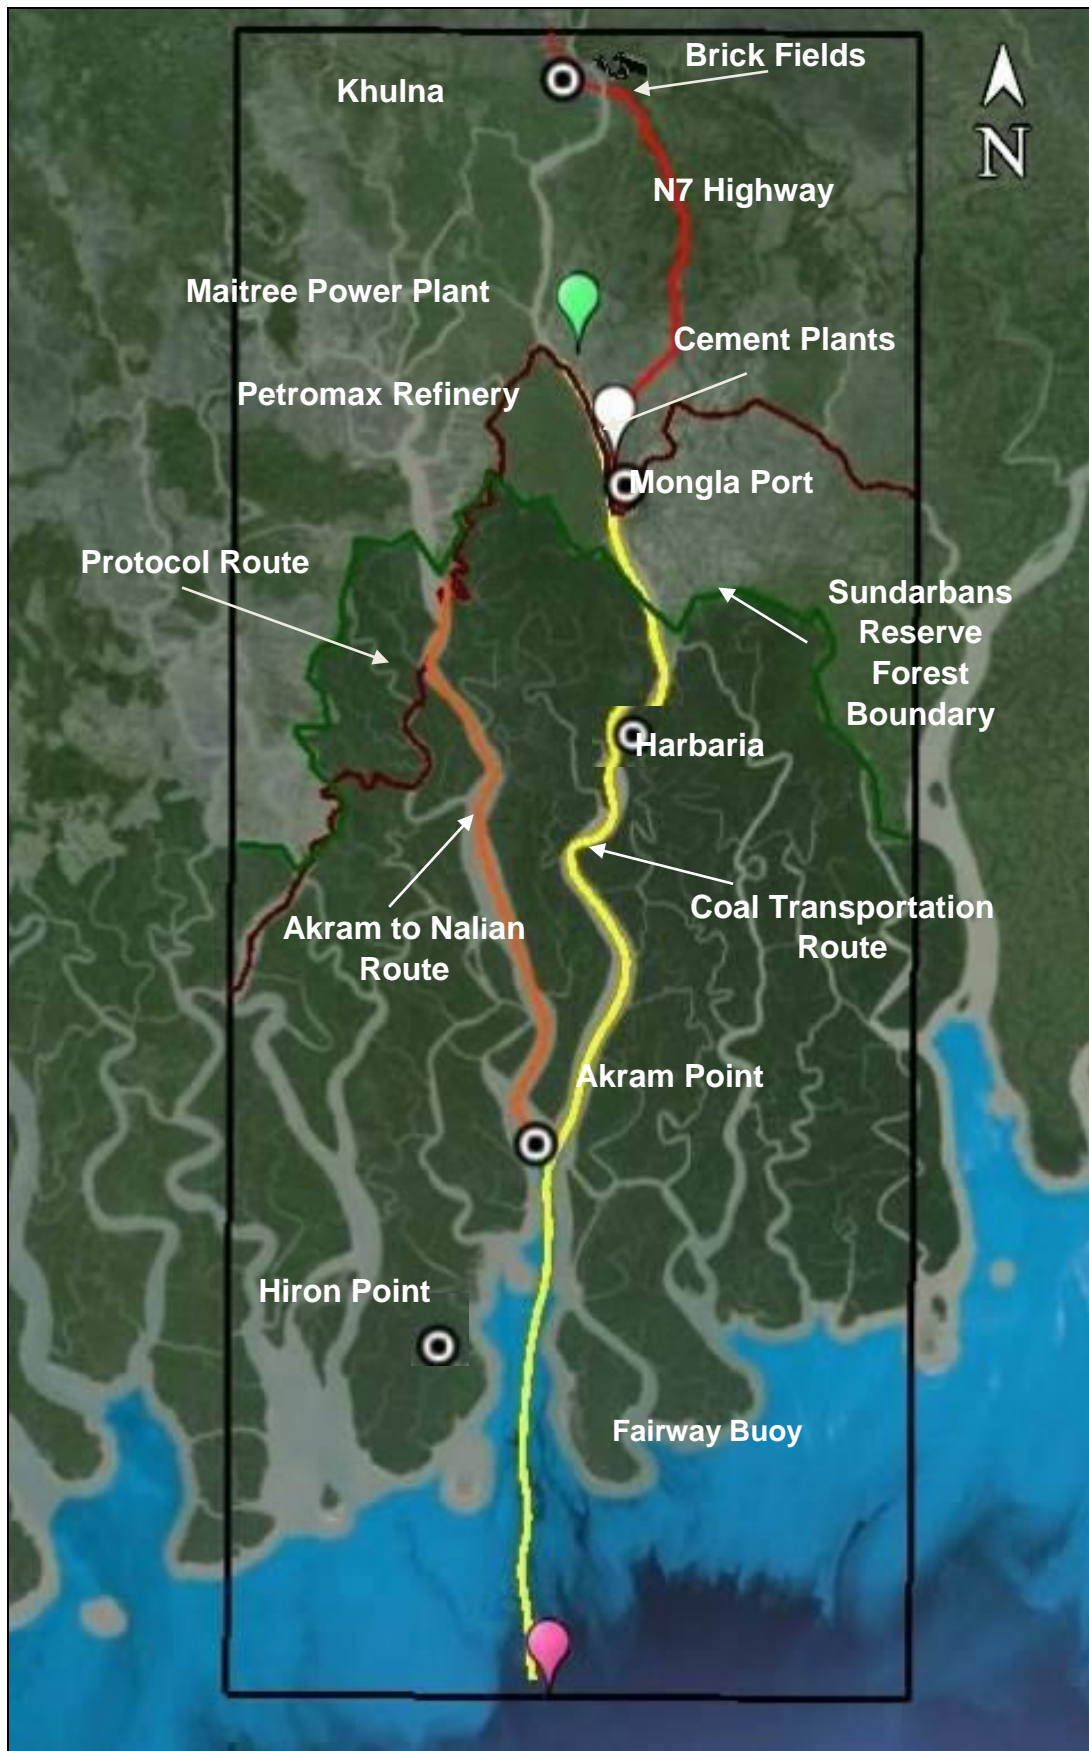 Brick Fields
Khulna
N
N7 Highway
Maitree Power Plant
Cement Plants
Petromax Refinery
Mongla Port
Protocol Route
Sundarbans
Reserve
Forest
Boundary
Harbaria
Coal Transportation
Route
Akram to Nalian
Route
Akram Point
Hiron Point
Fairway Buoy